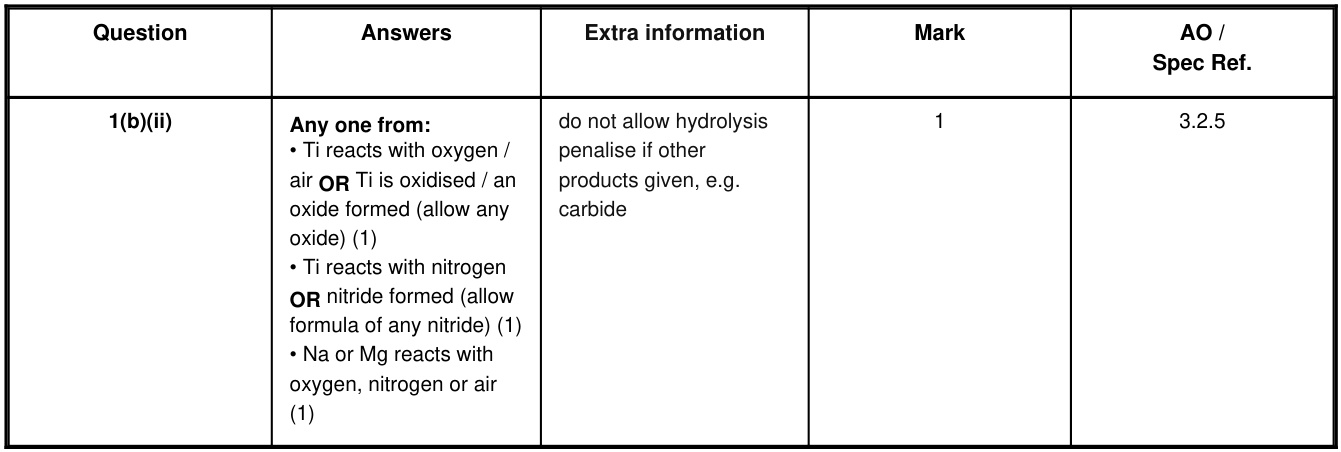 Question Answers Extra information Mark AO /
Spec Ref.
1(b)(ii)
Any one from:
• Ti reacts with oxygen /
air OR Ti is oxidised / an
oxide formed (allow any
oxide) (1)
• Ti reacts with nitrogen
OR nitride formed (allow
formula of any nitride) (1)
• Na or Mg reacts with
oxygen, nitrogen or air
(1)
do not allow hydrolysis
penalise if other
products given, e.g.
carbide
1
3.2.5